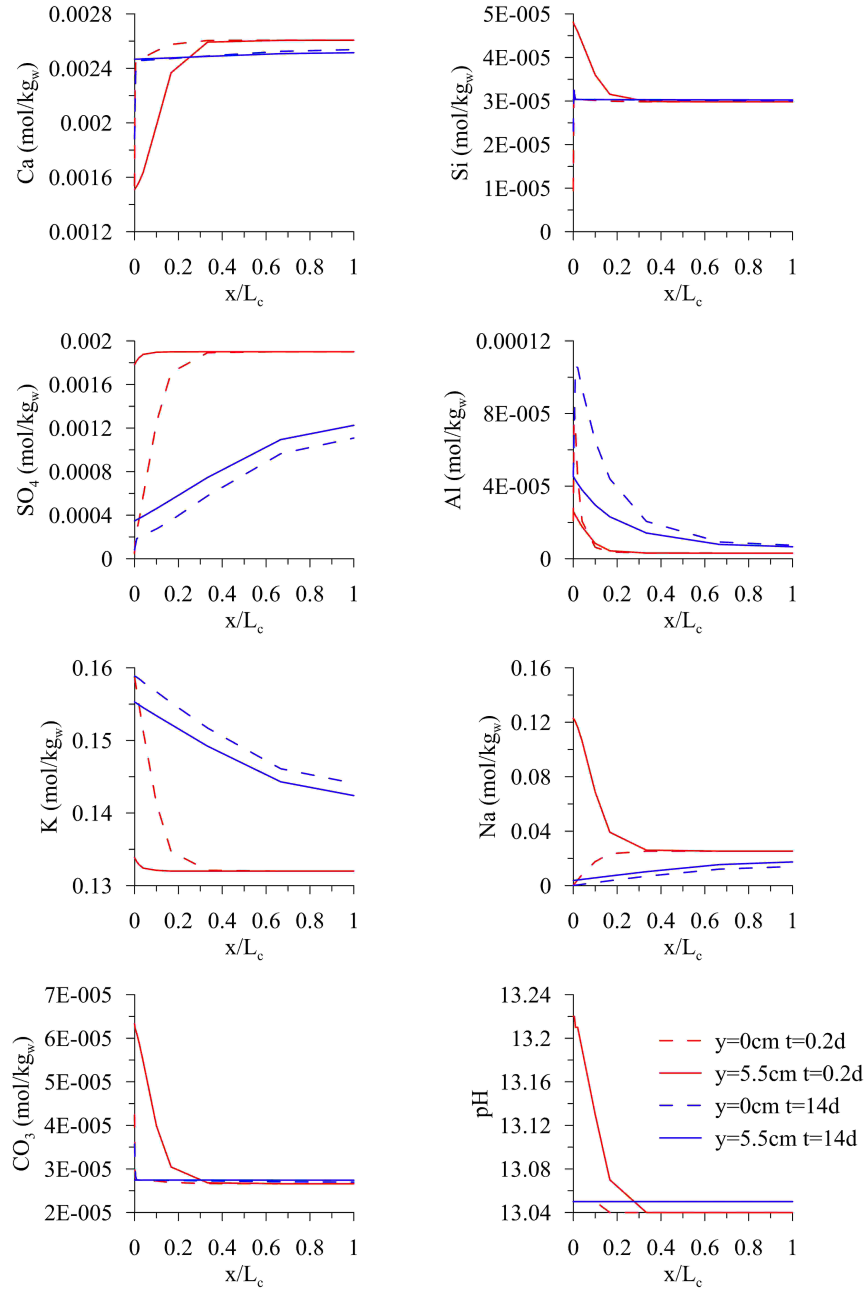 0.0028
0.0024
0.002
0.0016
0.0012
Ca (mol/kgw)
0 0.2 0.4 0.6 0.8 1
x/Lc
5E-005
4E-005
3E-005
2E-005
1E-005
0
Si (mol/kgw)
0 0.2 0.4 0.6 0.8 1
x/Lc
0.002
0.0016
0.0012
0.0008
0.0004
0
SO4 (mol/kgw)
0 0.2 0.4 0.6 0.8 1
x/Lc
0.00012
8E-005
4E-005
0
Al (mol/kgw)
0 0.2 0.4 0.6 0.8 1
x/Lc
0.16
0.15
0.14
0.13
K (mol/kgw)
0 0.2 0.4 0.6 0.8 1
x/Lc
0.16
0.12
0.08
0.04
0
Na (mol/kgw)
0 0.2 0.4 0.6 0.8 1
x/Lc
7E-005
6E-005
5E-005
4E-005
3E-005
2E-005
CO3 (mol/kgw)
0 0.2 0.4 0.6 0.8 1
x/Lc
13.24
13.2
13.16
13.12
13.08
13.04
pH
0 0.2 0.4 0.6 0.8 1
x/Lc
y=0cm t=0.2d
y=5.5cm t=0.2d
y=0cm t=14d
y=5.5cm t=14d